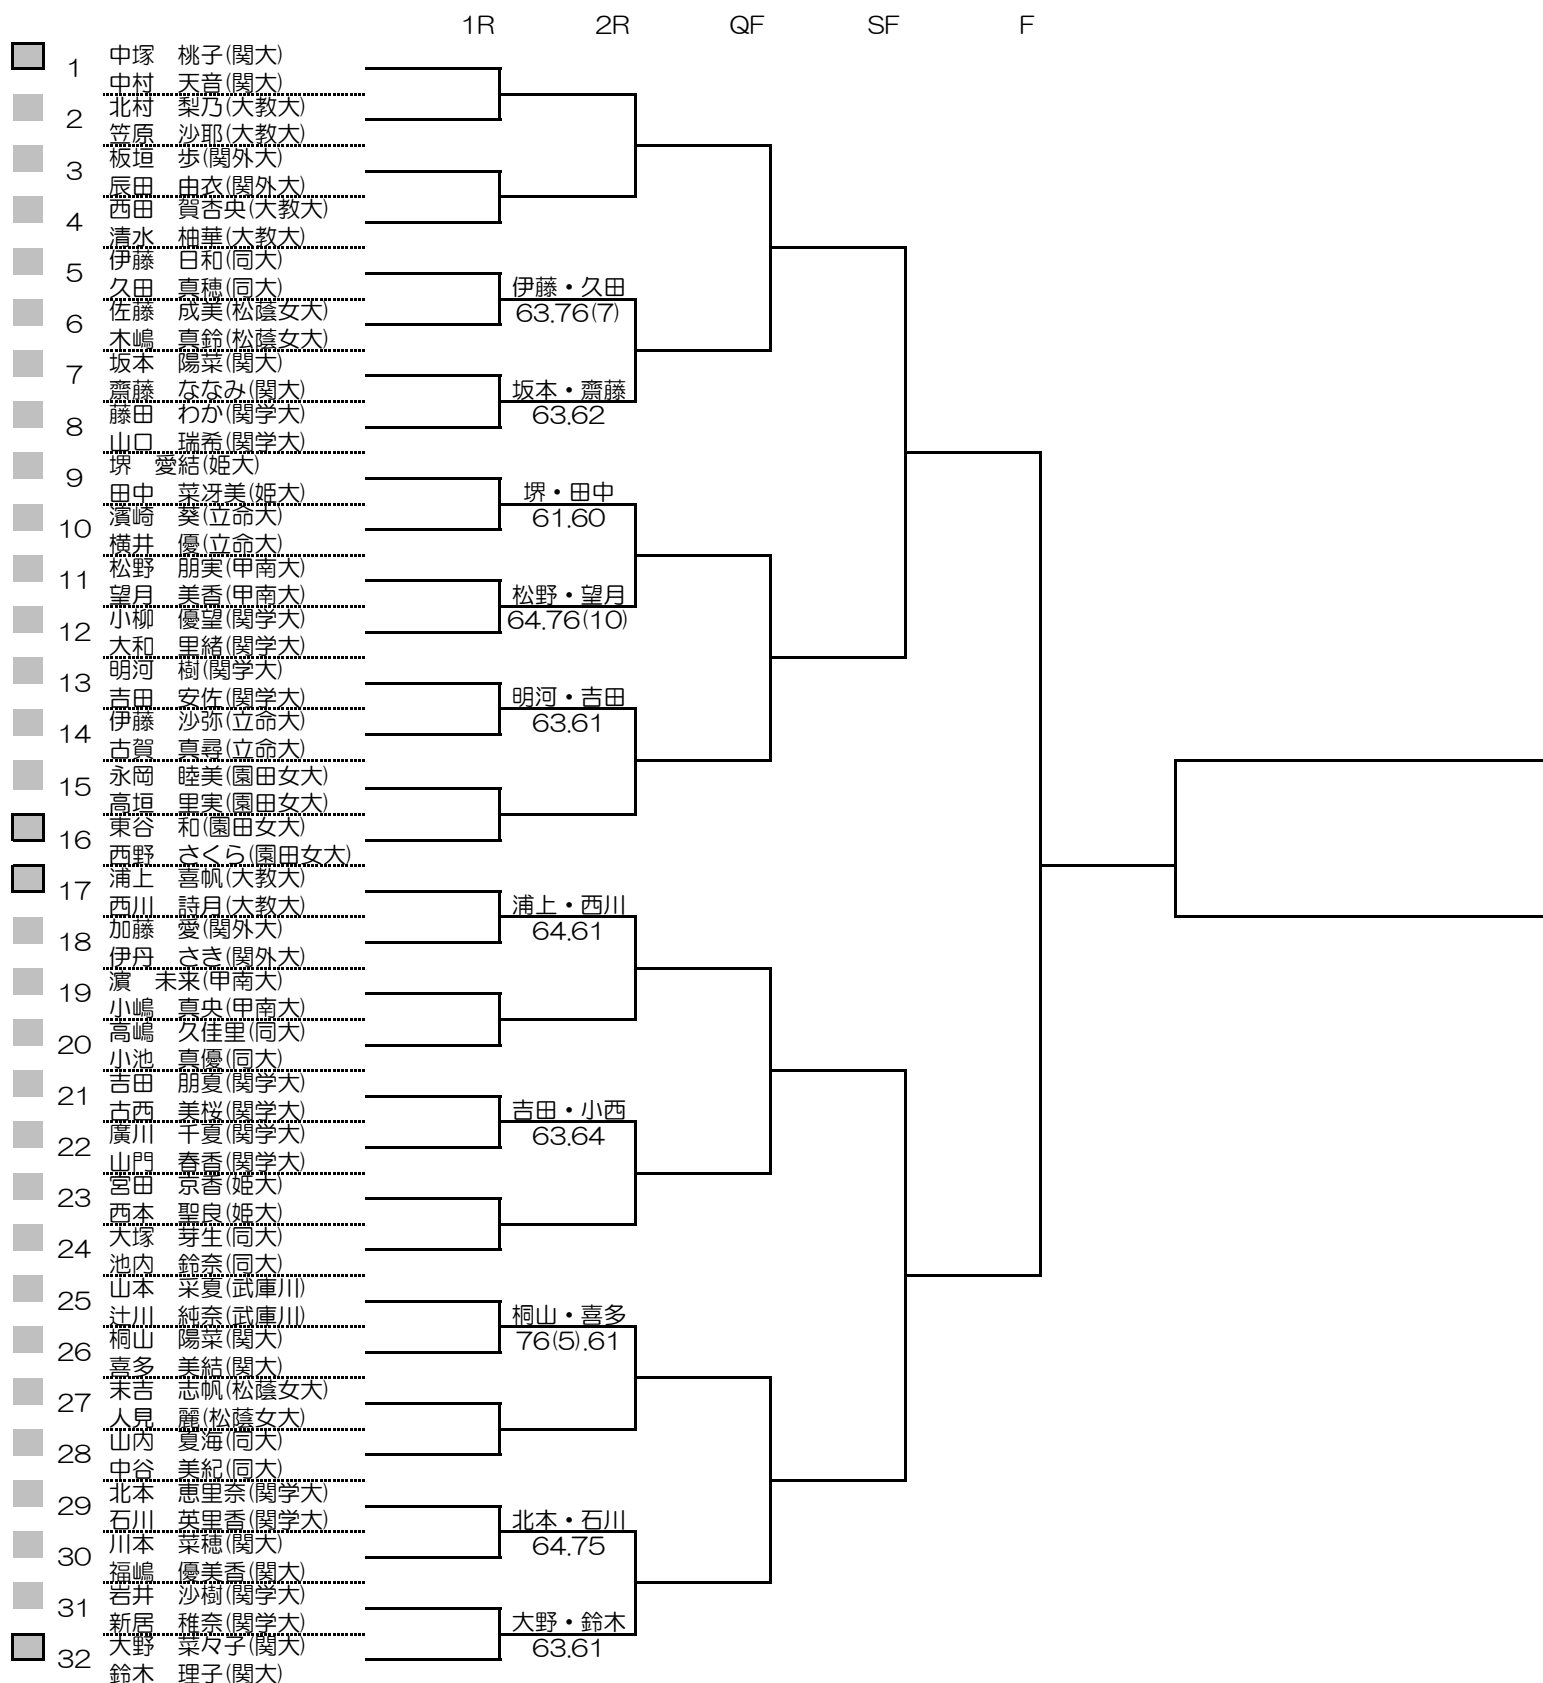 1R 2R QF SF F
中塚 桃子(関大)
1
中村 天音(関大)
北村 梨乃(大教大)
2
笠原 沙耶(大教大)
板垣 歩(関外大)
3
辰田 由衣(関外大)
西田 賀杏央(大教大)
4
清水 柚華(大教大)
伊藤 日和(同大)
5
久田 真穂(同大)
伊藤・久田
佐藤 成美(松蔭女大)
63.76(7)
6
木嶋 真鈴(松蔭女大)
坂本 陽菜(関大)
7
齋藤 ななみ(関大)
坂本・齋藤
藤田 わか(関学大)
63.62
8
山口 瑞希(関学大)
堺 愛結(姫大)
9
田中 菜冴美(姫大)
堺・田中
濱崎 葵(立命大)
61.60
10
横井 優(立命大)
松野 朋実(甲南大)
11
望月 美香(甲南大)
松野・望月
小柳 優望(関学大)
64.76(10)
12
大和 里緒(関学大)
明河 樹(関学大)
13
吉田 安佐(関学大)
明河・吉田
伊藤 沙弥(立命大)
63.61
14
古賀 真尋(立命大)
永岡 睦美(園田女大)
15
高垣 里実(園田女大)
東谷 和(園田女大)
16
西野 さくら(園田女大)
浦上 喜帆(大教大)
17
西川 詩月(大教大)
浦上・西川
加藤 愛(関外大)
64.61
18
伊丹 さき(関外大)
濵 未来(甲南大)
19
小嶋 真央(甲南大)
高嶋 久佳里(同大)
20
小池 真優(同大)
吉田 朋夏(関学大)
21
古西 美桜(関学大)
吉田・小西
廣川 千夏(関学大)
63.64
22
山門 春香(関学大)
宮田 京香(姫大)
23
西本 聖良(姫大)
大塚 芽生(同大)
24
池内 鈴奈(同大)
山本 采夏(武庫川)
25
辻川 純奈(武庫川)
桐山・喜多
桐山 陽菜(関大)
76(5).61
26
喜多 美結(関大)
末吉 志帆(松蔭女大)
27
人見 麗(松蔭女大)
山内 夏海(同大)
28
中谷 美紀(同大)
北本 恵里奈(関学大)
29
石川 英里香(関学大)
北本・石川
川本 菜穂(関大)
64.75
30
福嶋 優美香(関大)
岩井 沙樹(関学大)
31
新居 稚奈(関学大)
大野・鈴木
大野 菜々子(関大)
63.61
32
鈴木 理子(関大)